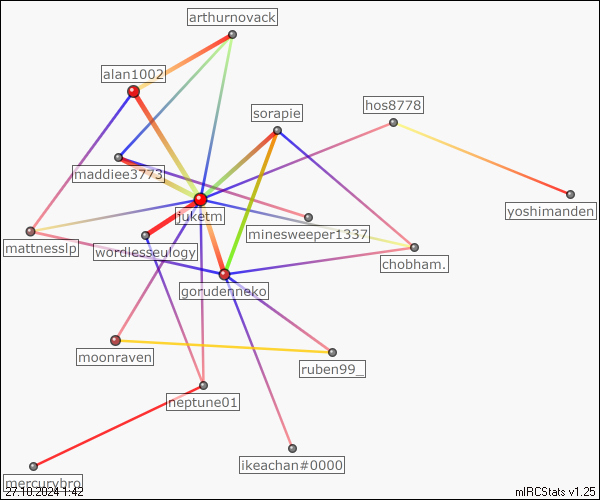 arthurnovack
alan1002
hos8778
sorapie
maddiee3773
yoshimanden
juketm
minesweeper1337
mattnesslp
wordlesseulogy
chobham.
gorudenneko
moonraven
ruben99_
neptune01
ikeachan#0000
mercurybro
27.10.2024 1:42
mIRCStats v1.25